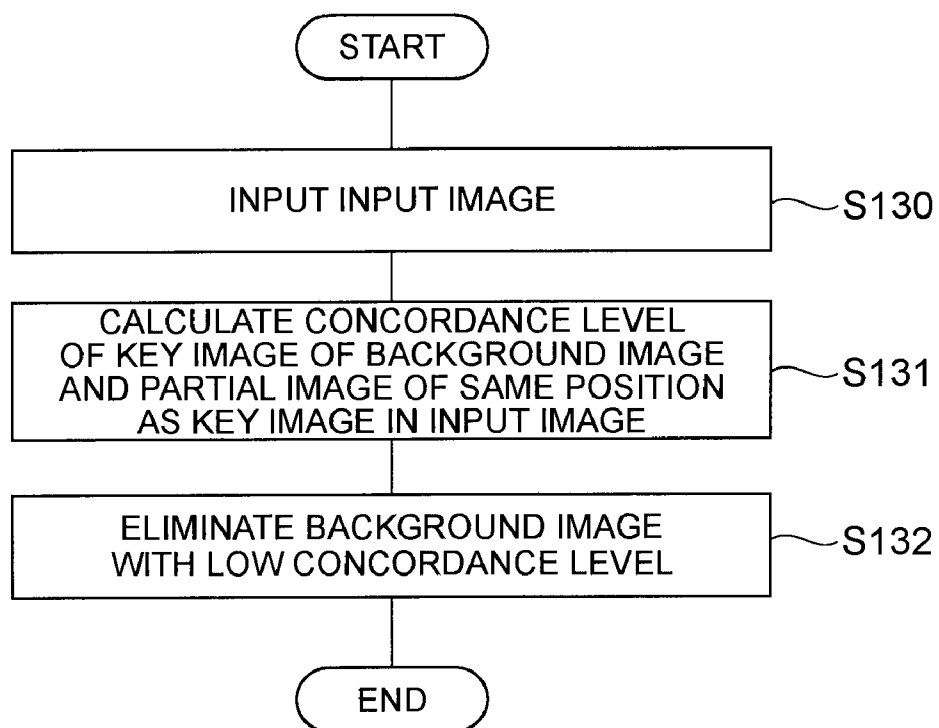 START
INPUT INPUT IMAGE
S130
CALCULATE CONCORDANCE LEVEL
OF KEY IMAGE OF BACKGROUND IMAGE
AND PARTIAL IMAGE OF SAME POSITION
AS KEY IMAGE IN INPUT IMAGE
S131
ELIMINATE BACKGROUND IMAGE
WITH LOW CONCORDANCE LEVEL
S132
END